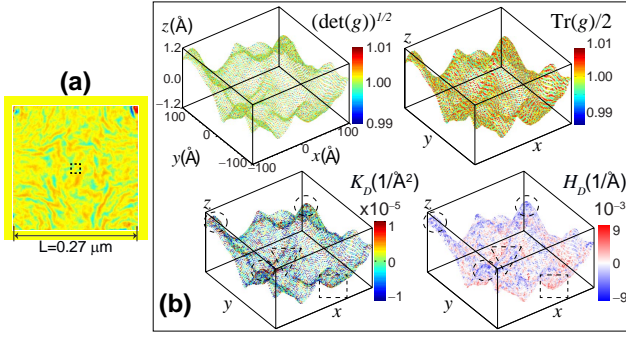 (a)
L=0.27 μm
(b)
z(Å)
1.2
0.0
−1.2
100
0
−100
y(Å)
−100
0
100
x(Å)
(det(g))^1/2
1.01
1.00
0.99
Tr(g)/2
1.01
1.00
0.99
z
y
x
K_D(1/Å²)
x10⁻⁵
1
−1
z
y
x
H_D(1/Å)
10⁻³
9
0
−9
z
y
x